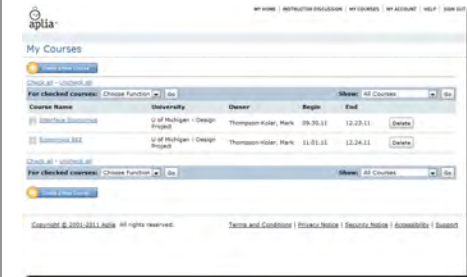 aplia
MY HOME | INSTRUCTOR DISCUSSION | MY COURSES | MY ACCOUNT | HELP | SIGN OUT
My Courses
Create a New Course
Check all - Uncheck all
For checked courses: Choose Function Go Show: All Courses Go
Course Name University Owner Begin End
Interface Economics U of Michigan - Design Project Thompson-Kolar, Mark 09.30.11 12.23.11 Delete
Economics U of Michigan - Design Project Thompson-Kolar, Mark 11.01.11 12.24.11 Delete
Check all - Uncheck all
For checked courses: Choose Function Go Show: All Courses Go
Create a New Course
Copyright © 2001-2011 Aplia All rights reserved. Terms and Conditions | Privacy Notice | Security Notice | Accessibility | Support